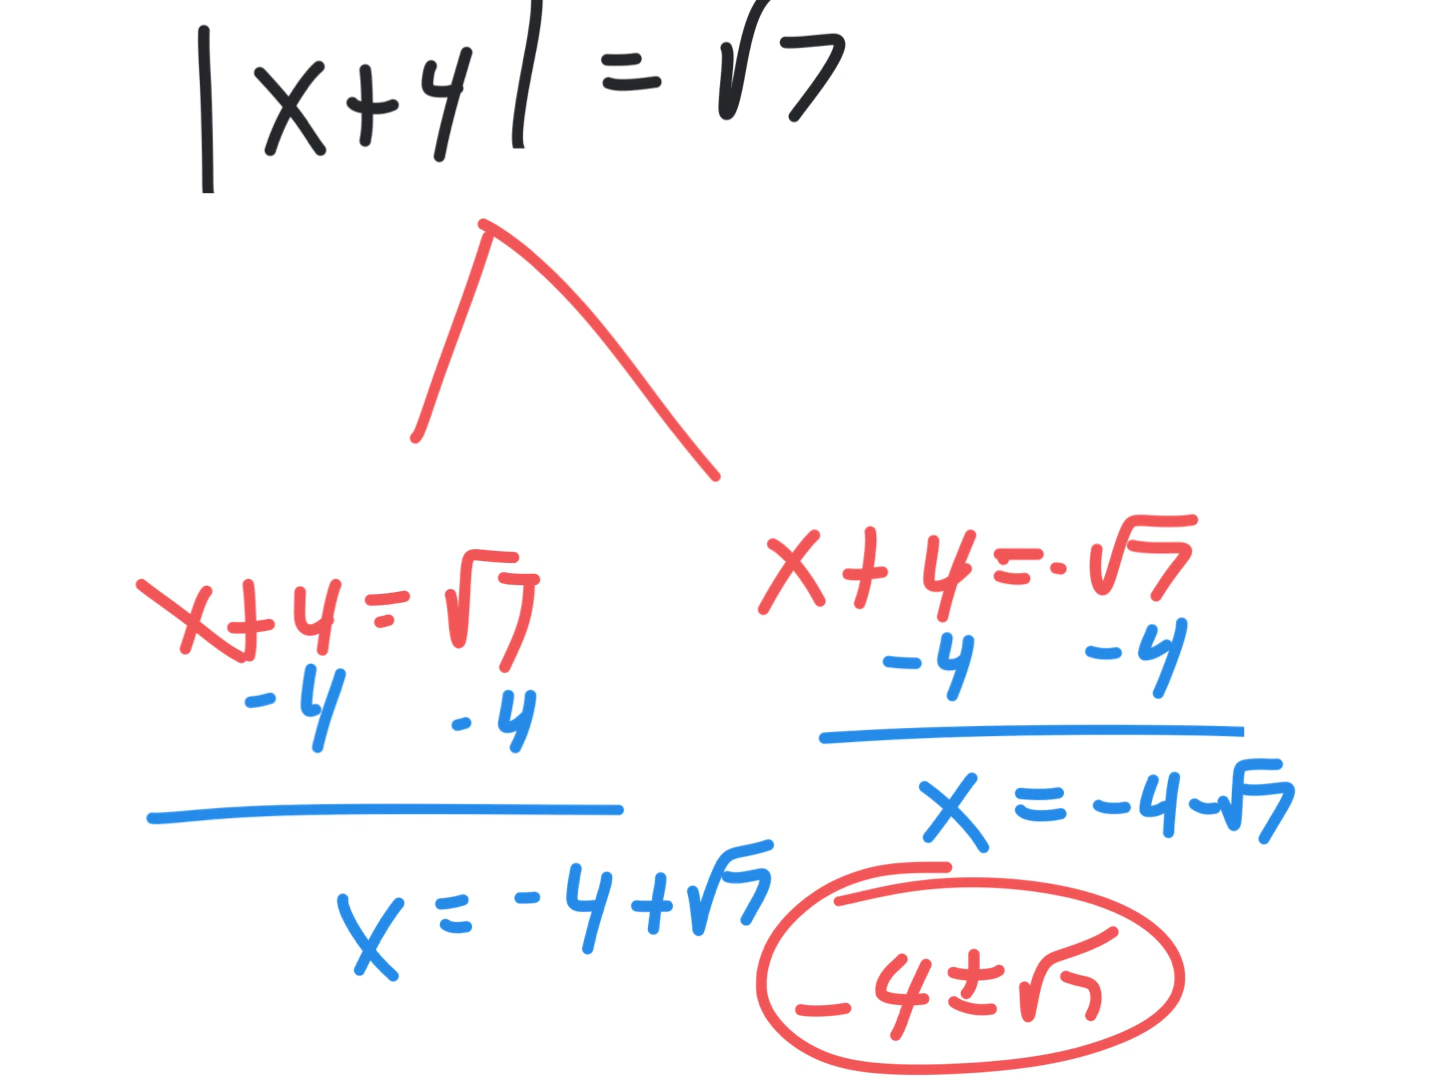 |x+4| = √7
x+4 = √7
-4 -4
x = -4+√7
x+4 = -√7
-4 -4
x = -4-√7
-4±√7